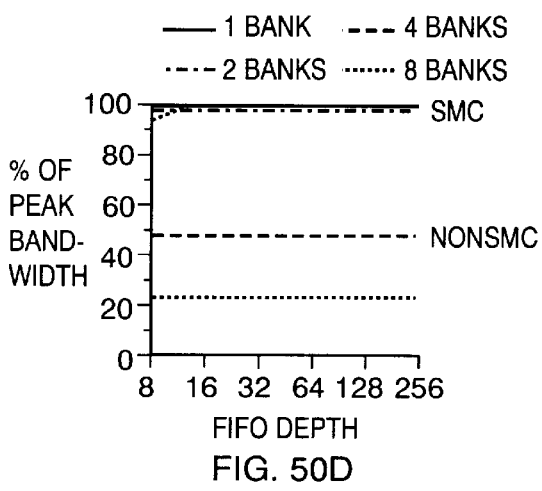 1 BANK 4 BANKS
2 BANKS 8 BANKS
% OF
PEAK
BAND-
WIDTH
100
80
60
40
20
0
SMC
NONSMC
8 16 32 64 128 256
FIFO DEPTH
FIG. 50D